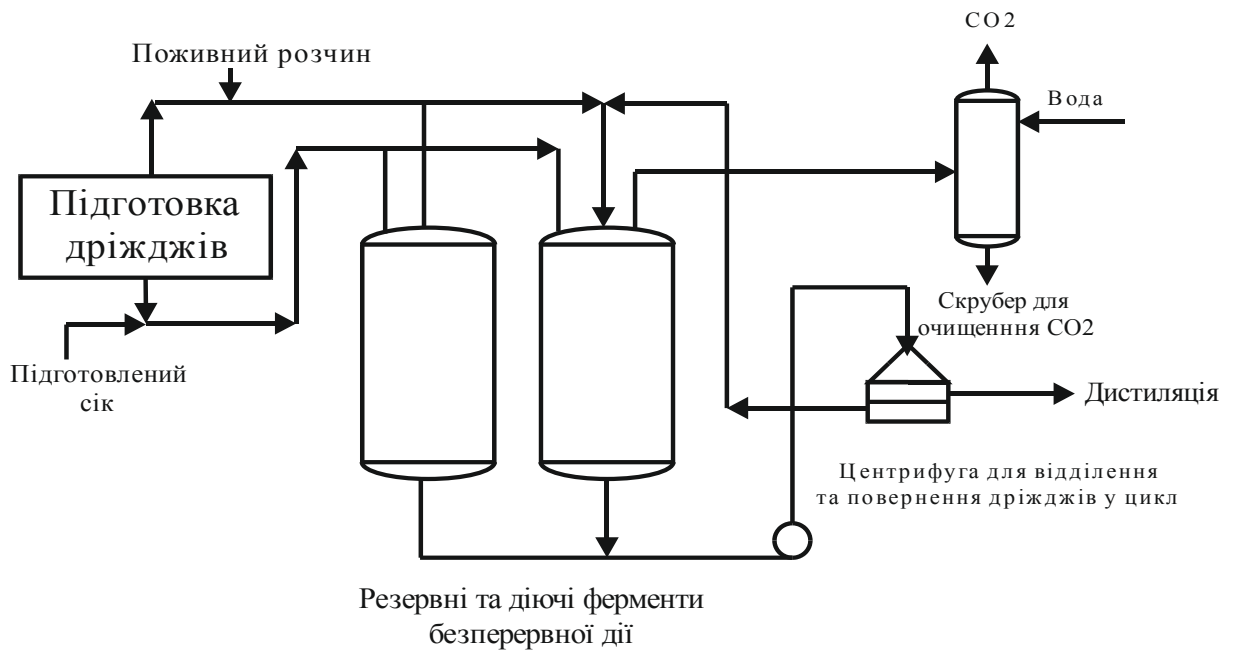 CO2
Поживний розчин
Вода
Підготовка
дріжджів
Скрубер для
очищенння CO2
Підготовлений
сік
Дистиляція
Центрифуга для відділення
та повернення дріжджів у цикл
Резервні та діючі ферменти
безперервної дії